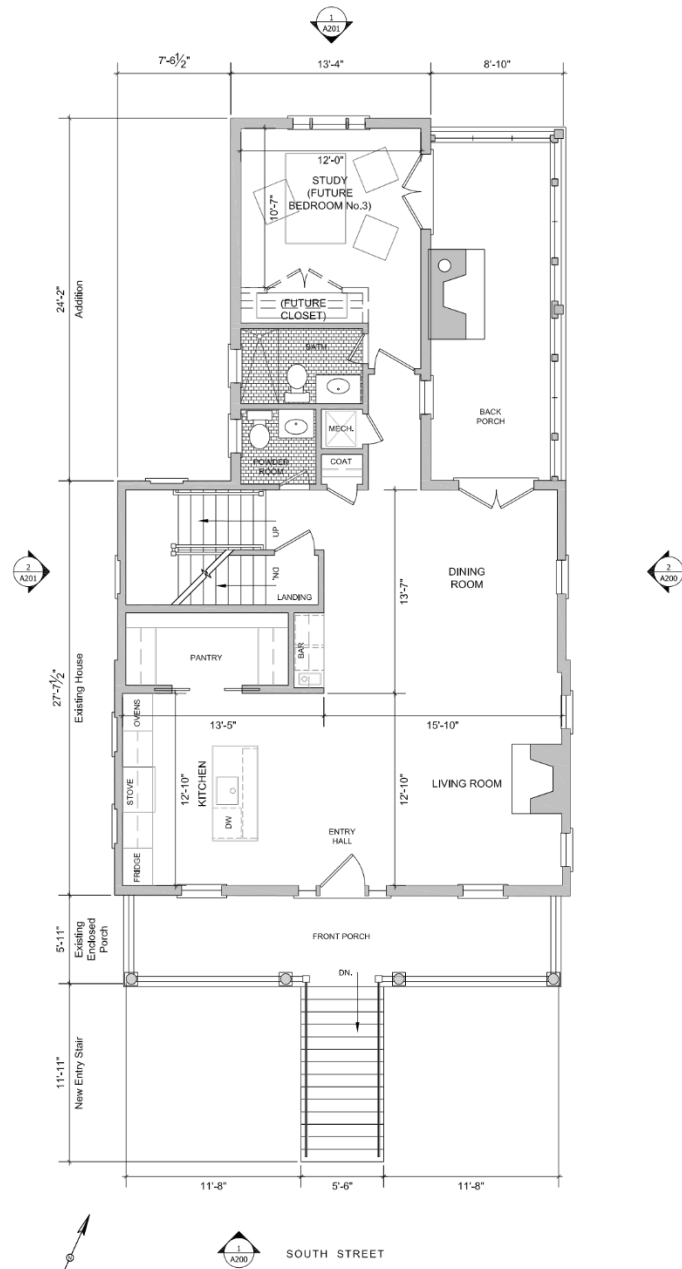 1
A201
7'-6½"
13'-4"
8'-10"
12'-0"
STUDY
(FUTURE
BEDROOM No.3)
10'-7"
24'-2"
Addition
(FUTURE
CLOSET)
BATH
BACK
PORCH
MECH.
COAT
POWDER
ROOM
UP
DN.
LANDING
2
A201
2
A200
DINING
ROOM
13'-7"
PANTRY
BAR
27'-7½"
Existing House
13'-5"
15'-10"
OVENS
STOVE
FRIDGE
12'-10"
KITCHEN
DW
12'-10"
LIVING ROOM
ENTRY
HALL
5'-11"
Existing
Enclosed
Porch
FRONT PORCH
DN.
11'-11"
New Entry Stair
11'-8"
5'-6"
11'-8"
1
A200
SOUTH STREET